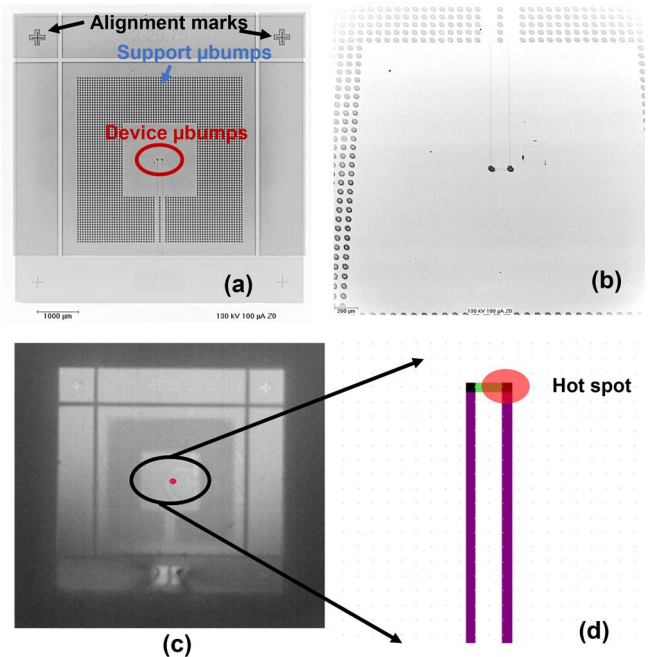 Alignment marks
Support µbumps
Device µbumps
(a)
1000 µm
130 kV 100 µA Z0
(b)
200 µm
130 kV 100 µA Z0
Hot spot
(c)
(d)